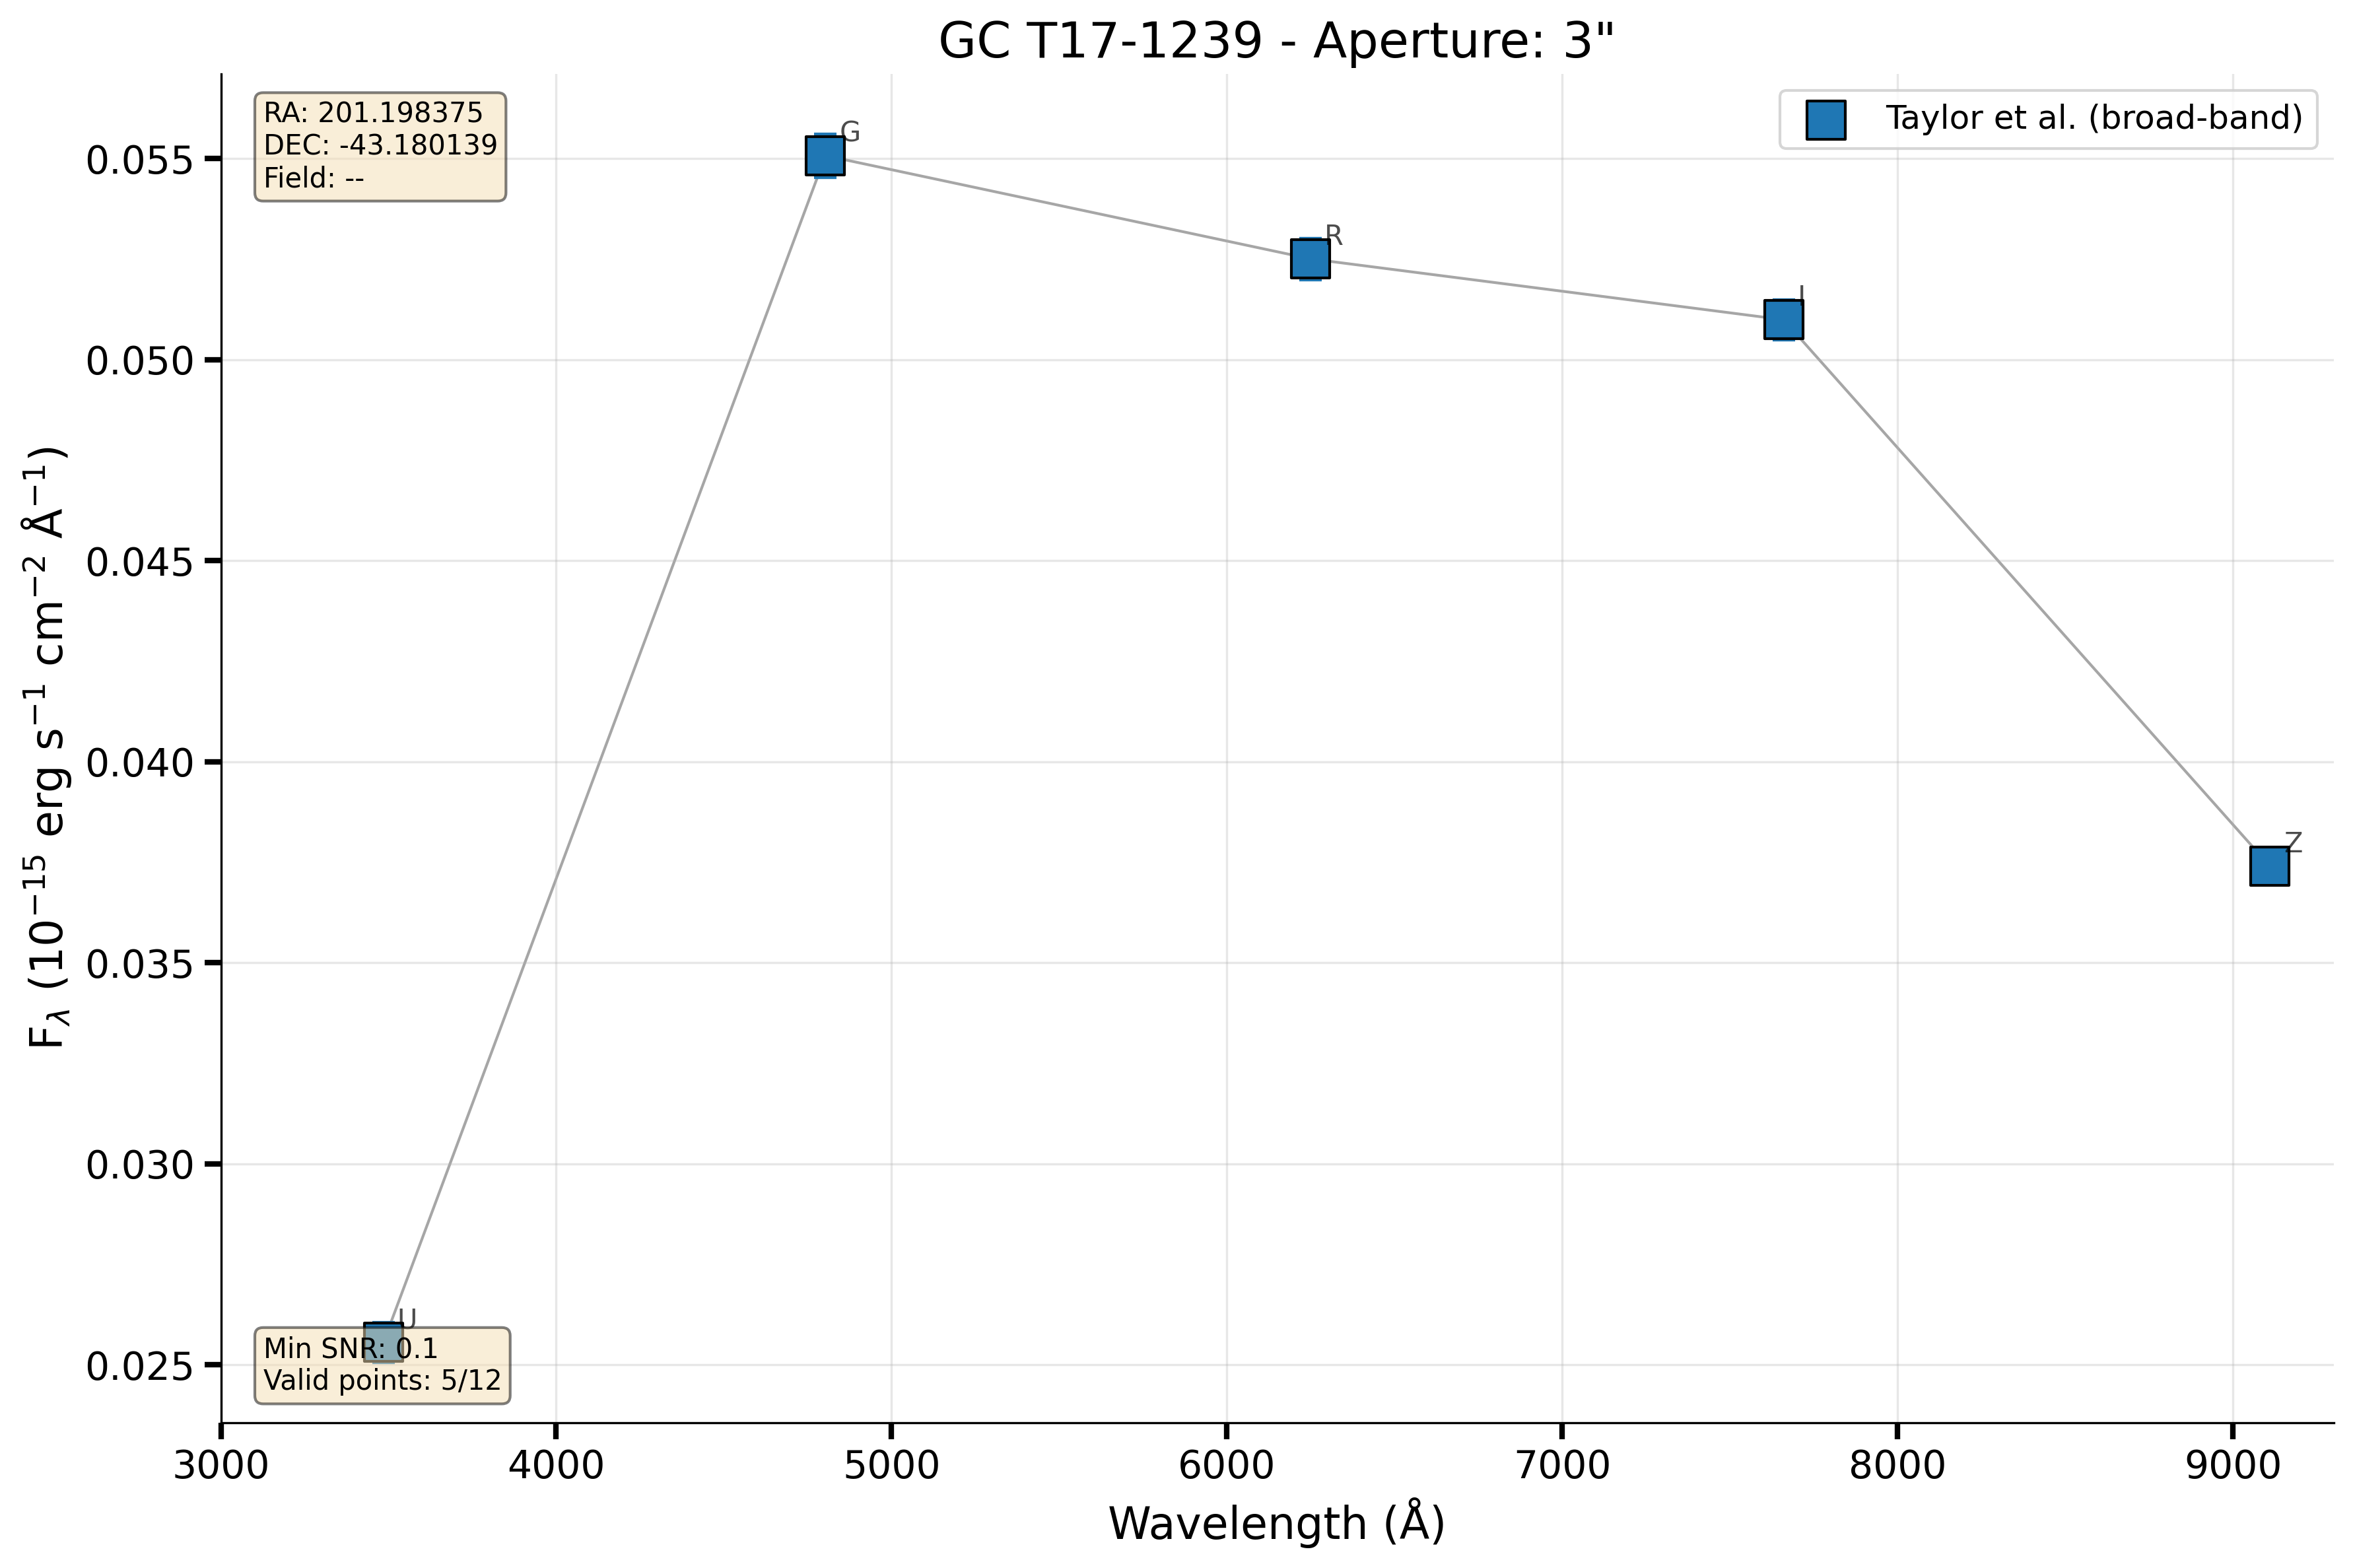 GC T17-1239 - Aperture: 3"
RA: 201.198375
DEC: -43.180139
Field: --
Taylor et al. (broad-band)
G
R
I
Z
U
Min SNR: 0.1
Valid points: 5/12
0.055
0.050
0.045
0.040
0.035
0.030
0.025
F_λ (10⁻¹⁵ erg s⁻¹ cm⁻² Å⁻¹)
3000 4000 5000 6000 7000 8000 9000
Wavelength (Å)